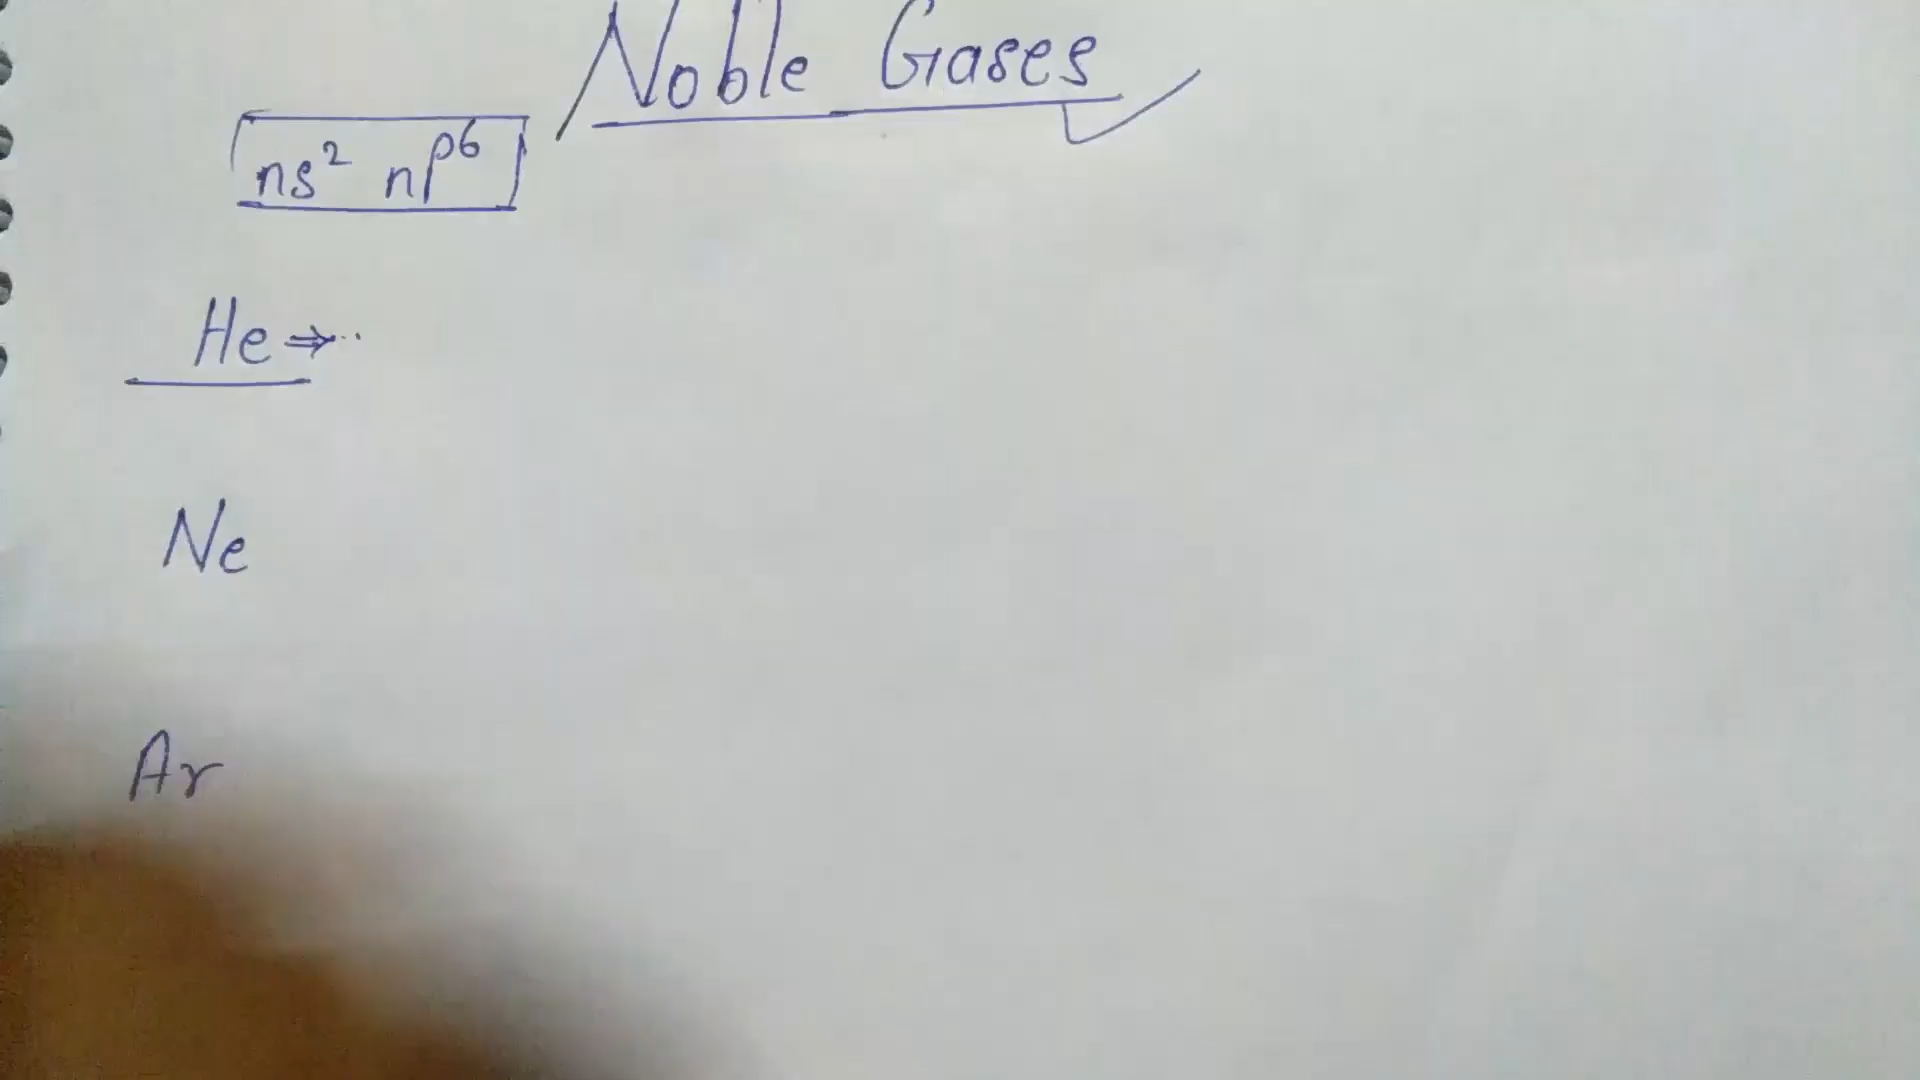 Noble Gases
ns² np⁶
He ⇒ ··
Ne
Ar